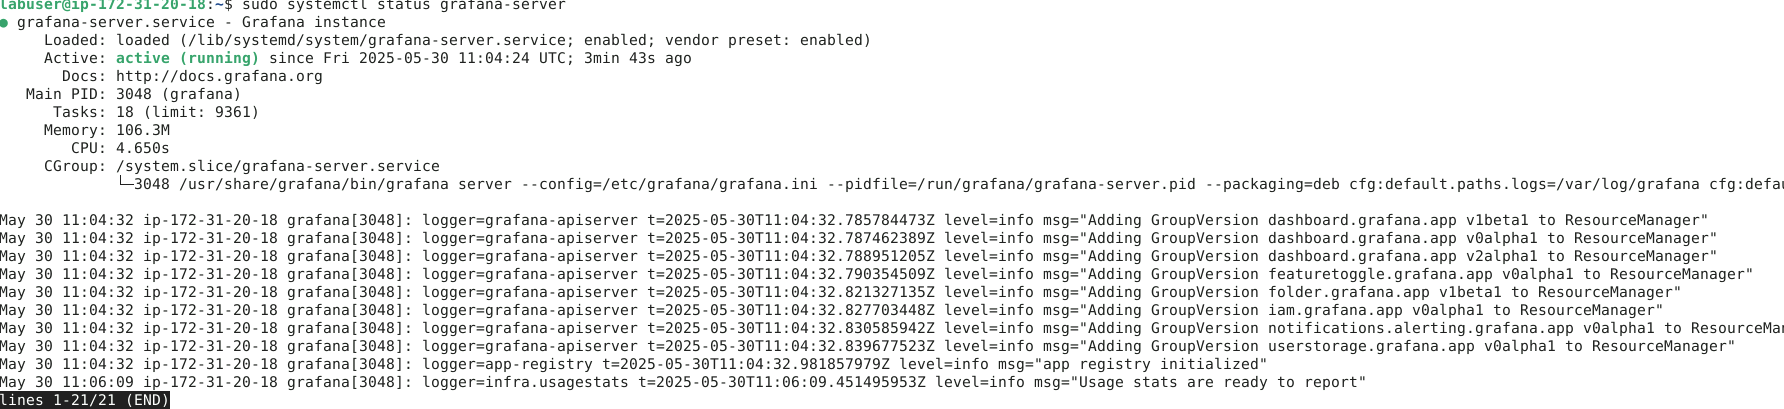 labuser@ip-172-31-20-18:~$ sudo systemctl status grafana-server
● grafana-server.service - Grafana instance
     Loaded: loaded (/lib/systemd/system/grafana-server.service; enabled; vendor preset: enabled)
     Active: active (running) since Fri 2025-05-30 11:04:24 UTC; 3min 43s ago
       Docs: http://docs.grafana.org
   Main PID: 3048 (grafana)
      Tasks: 18 (limit: 9361)
     Memory: 106.3M
        CPU: 4.650s
     CGroup: /system.slice/grafana-server.service
             └─3048 /usr/share/grafana/bin/grafana server --config=/etc/grafana/grafana.ini --pidfile=/run/grafana/grafana-server.pid --packaging=deb cfg:default.paths.logs=/var/log/grafana cfg:defau

May 30 11:04:32 ip-172-31-20-18 grafana[3048]: logger=grafana-apiserver t=2025-05-30T11:04:32.785784473Z level=info msg="Adding GroupVersion dashboard.grafana.app v1beta1 to ResourceManager"
May 30 11:04:32 ip-172-31-20-18 grafana[3048]: logger=grafana-apiserver t=2025-05-30T11:04:32.787462389Z level=info msg="Adding GroupVersion dashboard.grafana.app v0alpha1 to ResourceManager"
May 30 11:04:32 ip-172-31-20-18 grafana[3048]: logger=grafana-apiserver t=2025-05-30T11:04:32.788951205Z level=info msg="Adding GroupVersion dashboard.grafana.app v2alpha1 to ResourceManager"
May 30 11:04:32 ip-172-31-20-18 grafana[3048]: logger=grafana-apiserver t=2025-05-30T11:04:32.790354509Z level=info msg="Adding GroupVersion featuretoggle.grafana.app v0alpha1 to ResourceManager"
May 30 11:04:32 ip-172-31-20-18 grafana[3048]: logger=grafana-apiserver t=2025-05-30T11:04:32.821327135Z level=info msg="Adding GroupVersion folder.grafana.app v1beta1 to ResourceManager"
May 30 11:04:32 ip-172-31-20-18 grafana[3048]: logger=grafana-apiserver t=2025-05-30T11:04:32.827703448Z level=info msg="Adding GroupVersion iam.grafana.app v0alpha1 to ResourceManager"
May 30 11:04:32 ip-172-31-20-18 grafana[3048]: logger=grafana-apiserver t=2025-05-30T11:04:32.830585942Z level=info msg="Adding GroupVersion notifications.alerting.grafana.app v0alpha1 to ResourceMan
May 30 11:04:32 ip-172-31-20-18 grafana[3048]: logger=grafana-apiserver t=2025-05-30T11:04:32.839677523Z level=info msg="Adding GroupVersion userstorage.grafana.app v0alpha1 to ResourceManager"
May 30 11:04:32 ip-172-31-20-18 grafana[3048]: logger=app-registry t=2025-05-30T11:04:32.981857979Z level=info msg="app registry initialized"
May 30 11:06:09 ip-172-31-20-18 grafana[3048]: logger=infra.usagestats t=2025-05-30T11:06:09.451495953Z level=info msg="Usage stats are ready to report"
lines 1-21/21 (END)